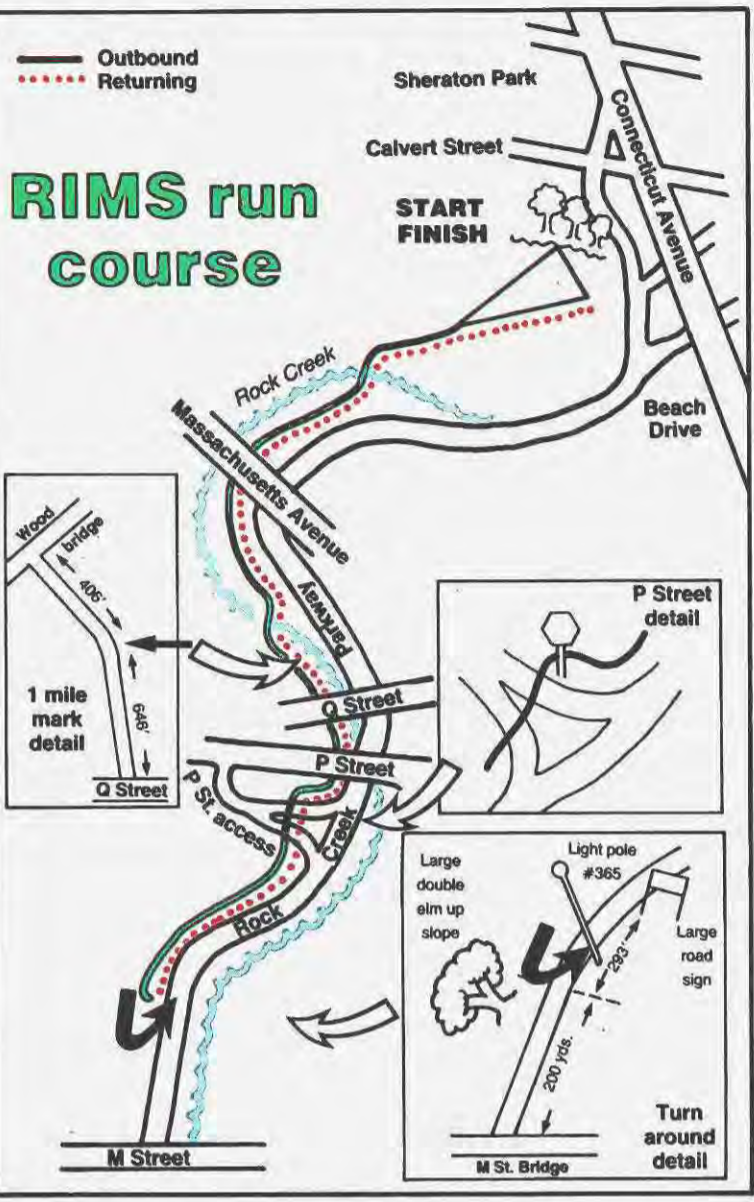 Outbound
Returning
RIMS run
course
Sheraton Park
Calvert Street
Connecticut Avenue
START
FINISH
Rock Creek
Massachusetts Avenue
Beach
Drive
Parkway
Wood
bridge
406'
646'
1 mile
mark
detail
Q Street
P Street
detail
Q Street
P Street
P St. access
Creek
Rock
Large
double
elm up
slope
Light pole
#365
293'
Large
road
sign
200 yds.
Turn
around
detail
M St. Bridge
M Street